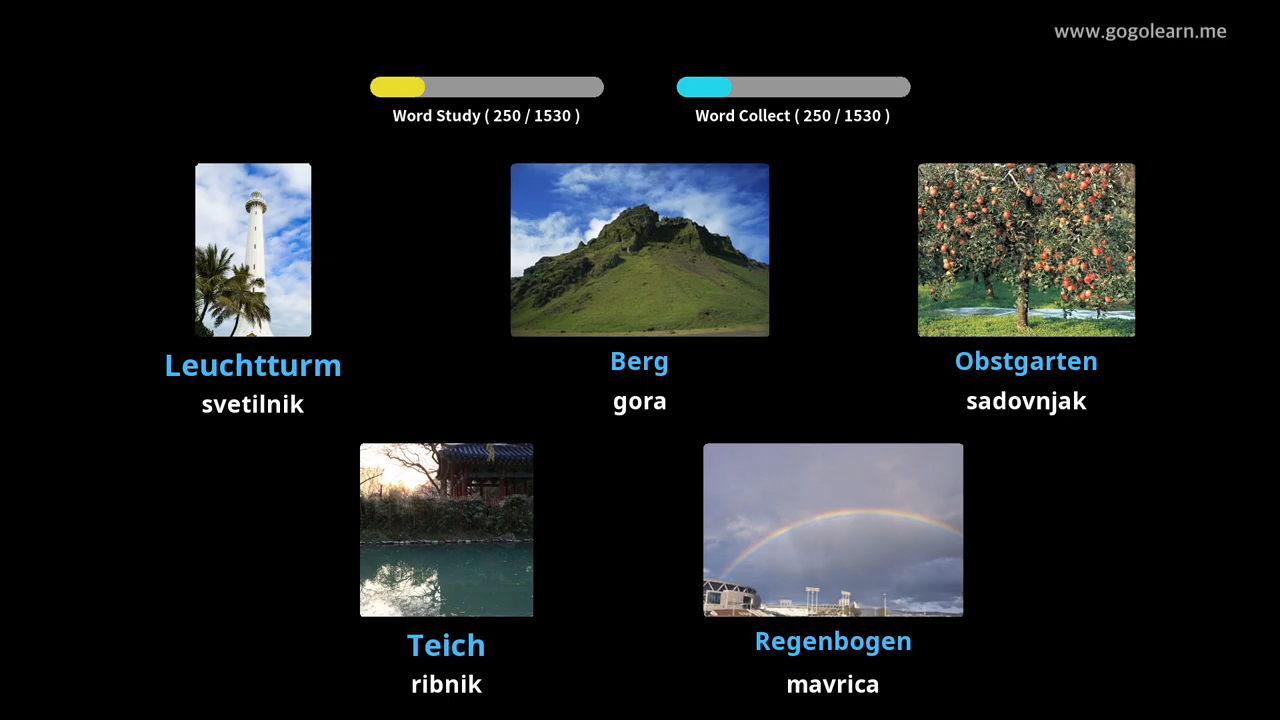 www.gogolearn.me
Word Study ( 250 / 1530 )
Word Collect ( 250 / 1530 )
Leuchtturm
svetilnik
Berg
gora
Obstgarten
sadovnjak
Teich
ribnik
Regenbogen
mavrica